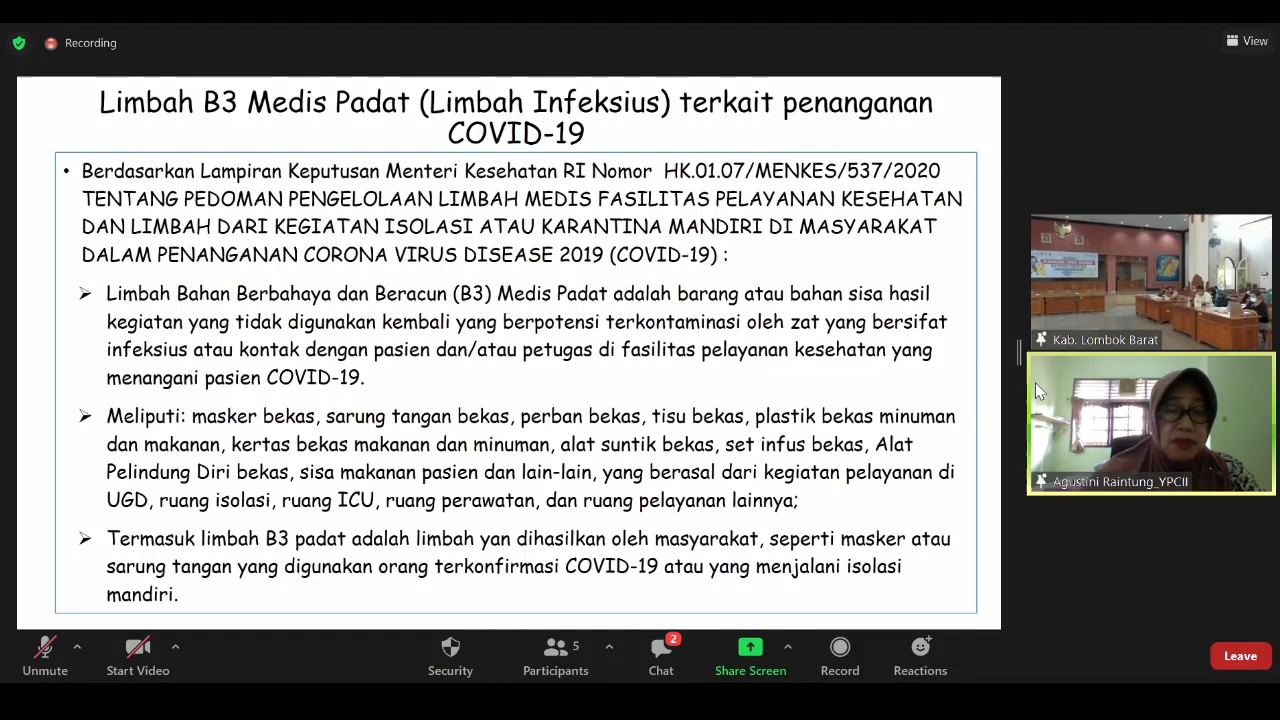 Recording
View
Limbah B3 Medis Padat (Limbah Infeksius) terkait penanganan
COVID-19
• Berdasarkan Lampiran Keputusan Menteri Kesehatan RI Nomor HK.01.07/MENKES/537/2020
TENTANG PEDOMAN PENGELOLAAN LIMBAH MEDIS FASILITAS PELAYANAN KESEHATAN
DAN LIMBAH DARI KEGIATAN ISOLASI ATAU KARANTINA MANDIRI DI MASYARAKAT
DALAM PENANGANAN CORONA VIRUS DISEASE 2019 (COVID-19) :
➢ Limbah Bahan Berbahaya dan Beracun (B3) Medis Padat adalah barang atau bahan sisa hasil
kegiatan yang tidak digunakan kembali yang berpotensi terkontaminasi oleh zat yang bersifat
infeksius atau kontak dengan pasien dan/atau petugas di fasilitas pelayanan kesehatan yang
menangani pasien COVID-19.
➢ Meliputi: masker bekas, sarung tangan bekas, perban bekas, tisu bekas, plastik bekas minuman
dan makanan, kertas bekas makanan dan minuman, alat suntik bekas, set infus bekas, Alat
Pelindung Diri bekas, sisa makanan pasien dan lain-lain, yang berasal dari kegiatan pelayanan di
UGD, ruang isolasi, ruang ICU, ruang perawatan, dan ruang pelayanan lainnya;
➢ Termasuk limbah B3 padat adalah limbah yan dihasilkan oleh masyarakat, seperti masker atau
sarung tangan yang digunakan orang terkonfirmasi COVID-19 atau yang menjalani isolasi
mandiri.
Kab. Lombok Barat
Agustini Raintung_YPCII
Unmute
Start Video
Security
Participants
5
Chat
2
Share Screen
Record
Reactions
Leave